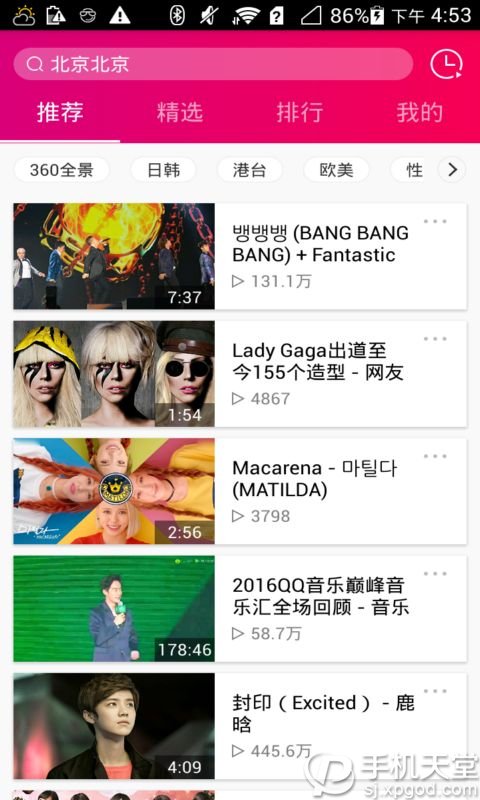 86% 下午 4:53
北京北京
推荐 精选 排行 我的
360全景 日韩 港台 欧美 性
뱅뱅뱅 (BANG BANG
BANG) + Fantastic
131.1万
7:37
Lady Gaga出道至
今155个造型 - 网友
4867
1:54
Macarena - 마틸다
(MATILDA)
3798
MATILDA
마틸다
"MACARENA"
2:56
2016QQ音乐巅峰音
乐汇全场回顾 - 音乐
58.7万
178:46
封印（Excited） - 鹿
晗
445.6万
4:09
手机天堂
sj.xpgod.com